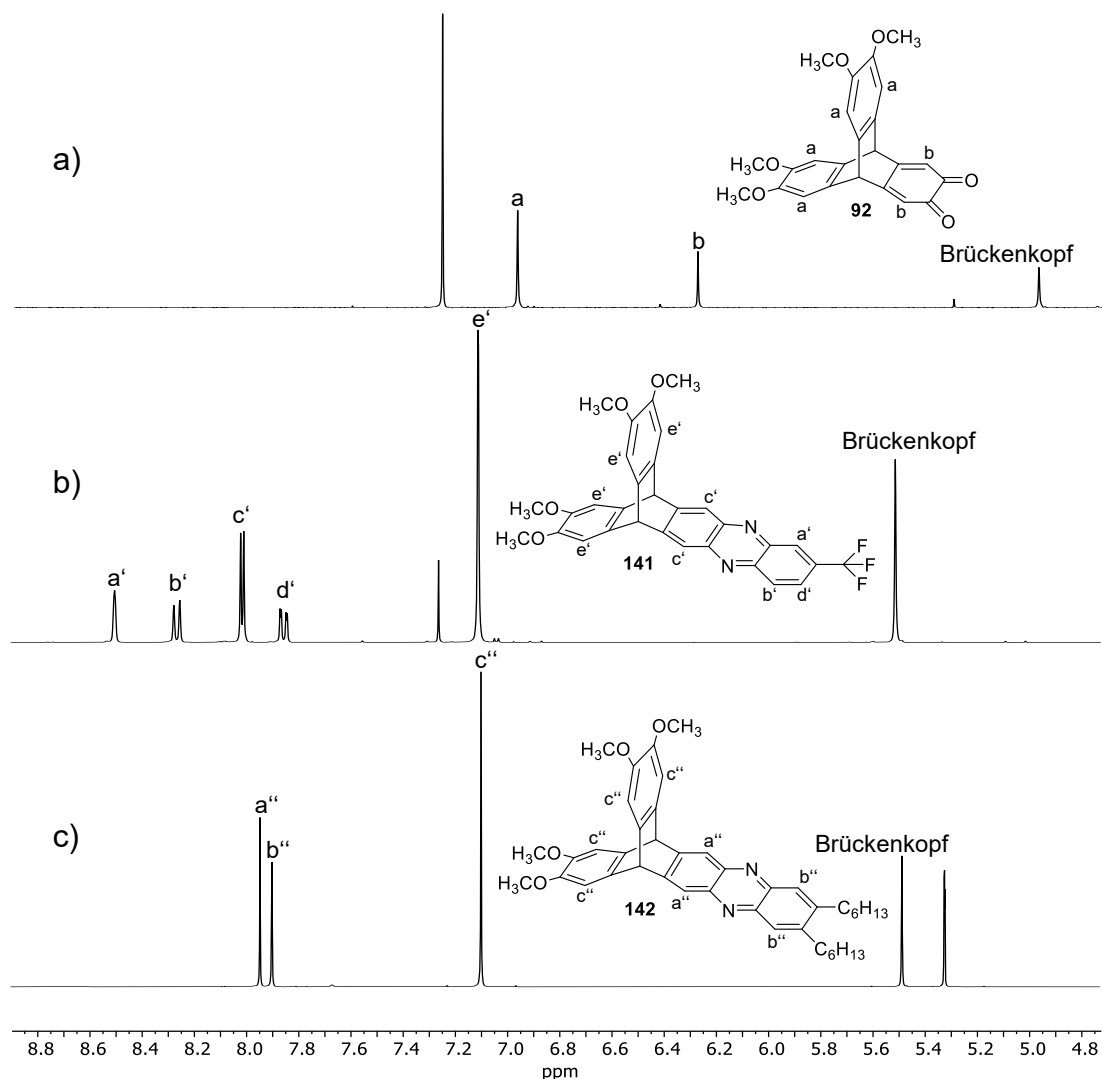 a)
OCH₃
H₃CO
a
a
a
b
H₃CO
O
H₃CO
O
a
92
b
a
b
Brückenkopf
e‘
b)
OCH₃
H₃CO
e‘
e‘
Brückenkopf
e‘
c‘
H₃CO
N
a‘
F
H₃CO
F
e‘
141
c‘
N
F
b‘
d‘
a‘
b‘
c‘
d‘
c“
c)
OCH₃
H₃CO
c“
c“
Brückenkopf
c“
a“
H₃CO
N
b“
H₃CO
C₆H₁₃
c“
142
a“
N
b“
C₆H₁₃
a“
b“
8.8 8.6 8.4 8.2 8.0 7.8 7.6 7.4 7.2 7.0 6.8 6.6 6.4 6.2 6.0 5.8 5.6 5.4 5.2 5.0
ppm